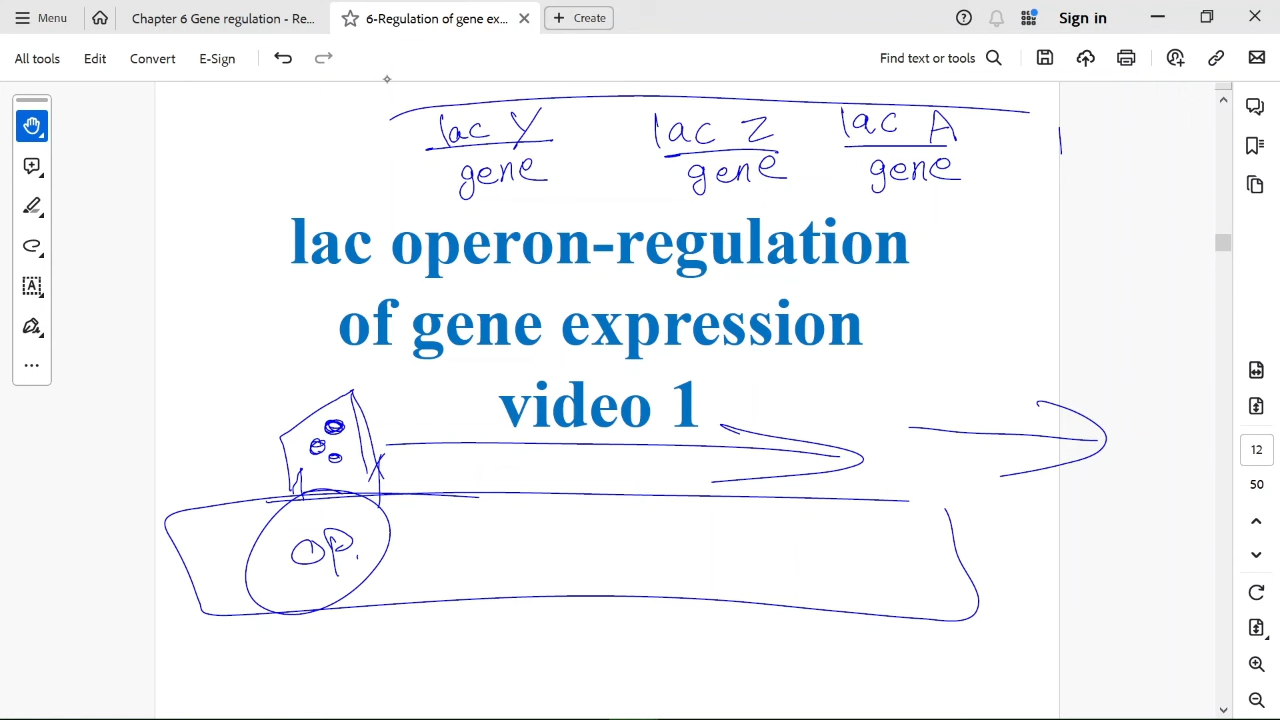 Menu
Chapter 6 Gene regulation - Re...
6-Regulation of gene ex...
Create
Sign in
All tools
Edit
Convert
E-Sign
Find text or tools
lac Y
gene
lac Z
gene
lac A
gene
lac operon-regulation
of gene expression
video 1
OP.
12
50